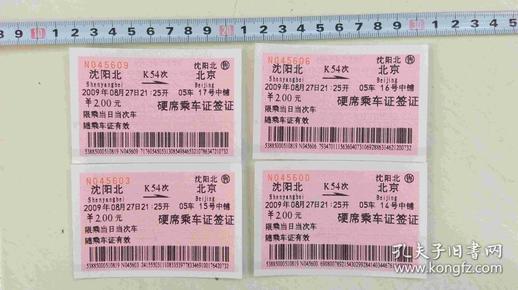 N045609 沈阳北 售
沈阳北 K54次 北京
Shenyangbei Beijing
2009年08月27日21:25开 05车 17号中铺
￥2.00元 硬席乘车证签证
限乘当日当次车
随乘车证有效
N045606 沈阳北 售
沈阳北 K54次 北京
Shenyangbei Beijing
2009年08月27日21:25开 05车 16号中铺
￥2.00元 硬席乘车证签证
限乘当日当次车
随乘车证有效
N045603 沈阳北 售
沈阳北 K54次 北京
Shenyangbei Beijing
2009年08月27日21:25开 05车 15号中铺
￥2.00元 硬席乘车证签证
限乘当日当次车
随乘车证有效
N045600 沈阳北 售
沈阳北 K54次 北京
Shenyangbei Beijing
2009年08月27日21:25开 05车 14号中铺
￥2.00元 硬席乘车证签证
限乘当日当次车
随乘车证有效
孔夫子旧书网
www.kongfz.com